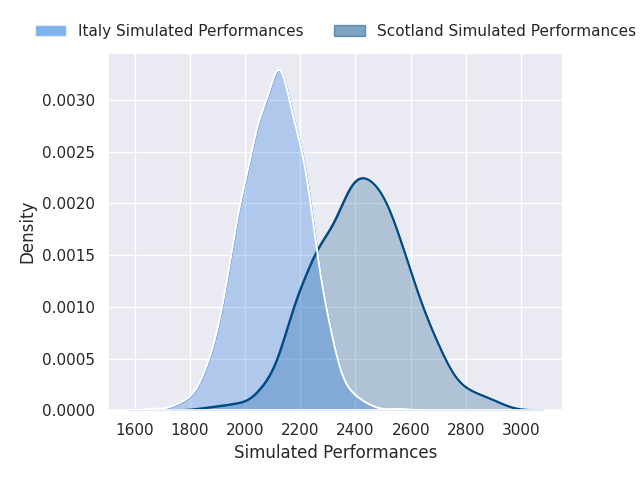 Italy Simulated Performances Scotland Simulated Performances
0.0030
0.0025
0.0020
0.0015
0.0010
0.0005
0.0000
Density
1600 1800 2000 2200 2400 2600 2800 3000
Simulated Performances